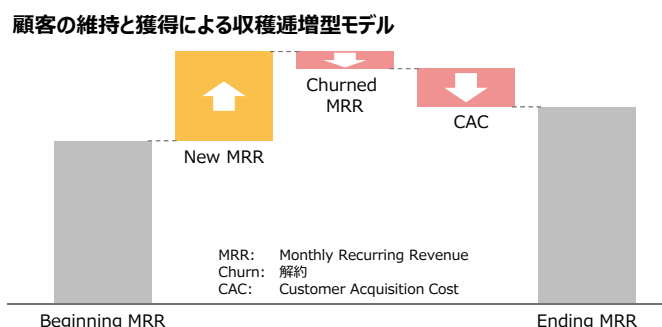 顧客の維持と獲得による収穫逓増型モデル
New MRR
Churned
MRR
CAC
MRR: Monthly Recurring Revenue
Churn: 解約
CAC: Customer Acquisition Cost
Beginning MRR
Ending MRR